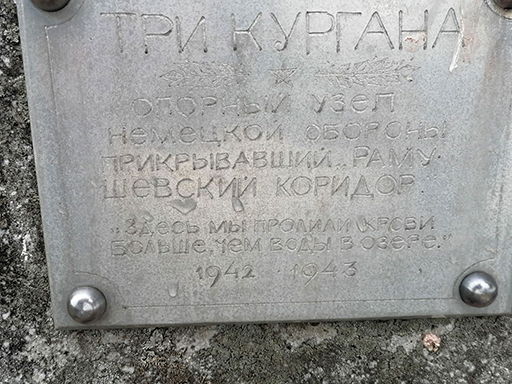 ТРИ КУРГАНА
ОПОРНЫЙ УЗЕЛ
НЕМЕЦКОЙ ОБОРОНЫ
ПРИКРЫВАВШИЙ РАМУ-
ШЕВСКИЙ КОРИДОР.
„ЗДЕСЬ МЫ ПРОЛИЛИ КРОВИ
БОЛЬШЕ, ЧЕМ ВОДЫ В ОЗЕРЕ."
1942 1943